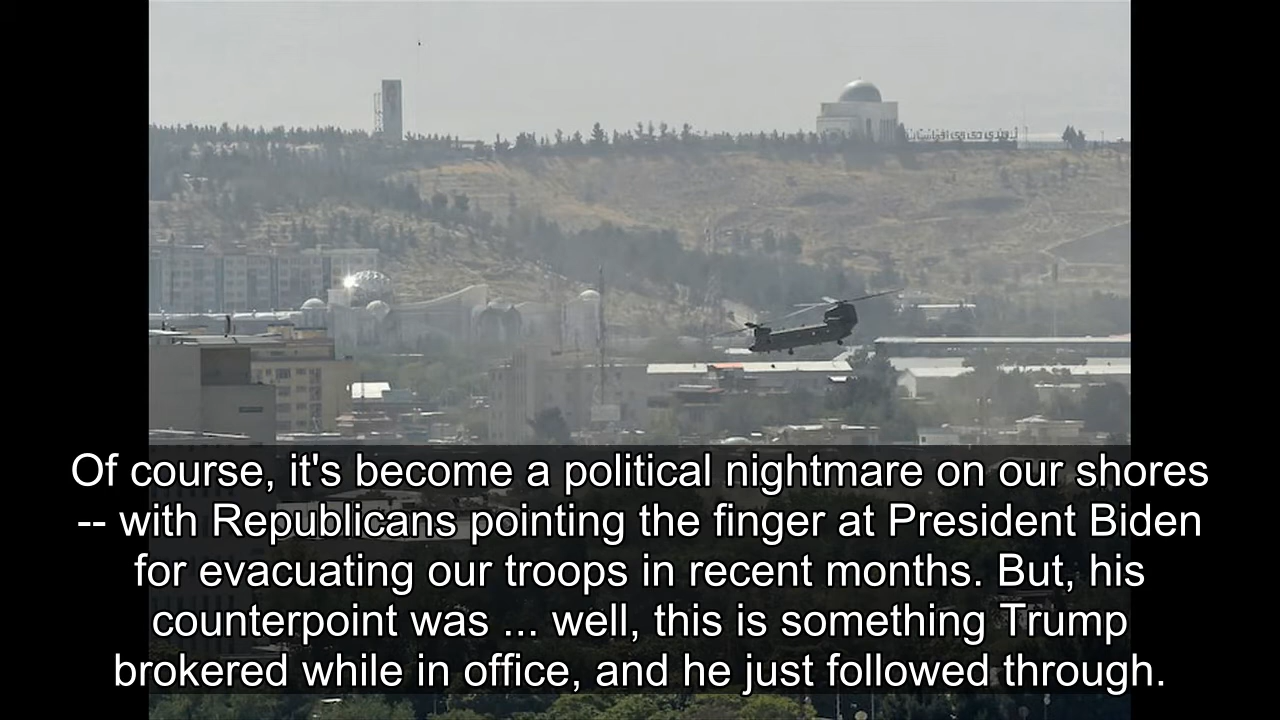 Of course, it's become a political nightmare on our shores
-- with Republicans pointing the finger at President Biden
for evacuating our troops in recent months. But, his
counterpoint was ... well, this is something Trump
brokered while in office, and he just followed through.